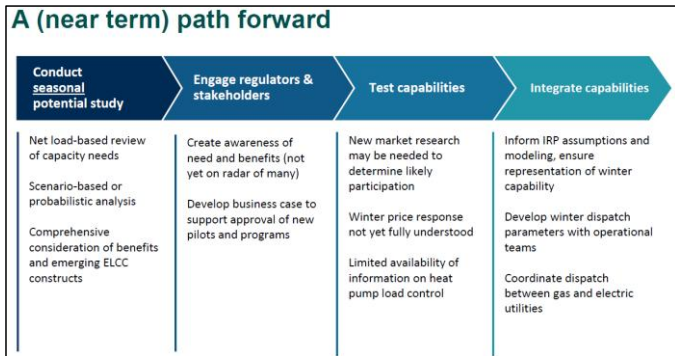 A (near term) path forward
Conduct
seasonal
potential study
Engage regulators &
stakeholders
Test capabilities
Integrate capabilities
Net load-based review
of capacity needs
Scenario-based or
probabilistic analysis
Comprehensive
consideration of benefits
and emerging ELCC
constructs
Create awareness of
need and benefits (not
yet on radar of many)
Develop business case to
support approval of new
pilots and programs
New market research
may be needed to
determine likely
participation
Winter price response
not yet fully understood
Limited availability of
information on heat
pump load control
Inform IRP assumptions and
modeling, ensure
representation of winter
capability
Develop winter dispatch
parameters with operational
teams
Coordinate dispatch
between gas and electric
utilities